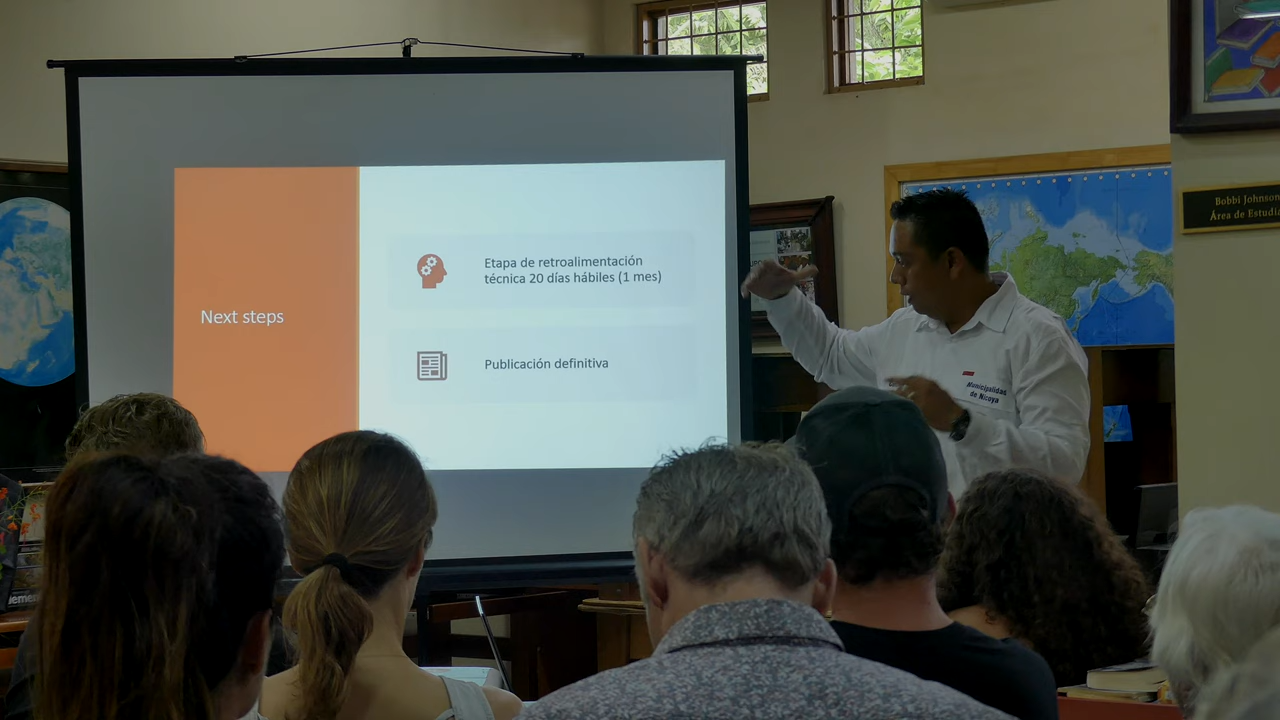 Next steps
Etapa de retroalimentación
técnica 20 días hábiles (1 mes)
Publicación definitiva
Municipalidad
de Nicoya
Bobbi Johnson
Área de Estudi